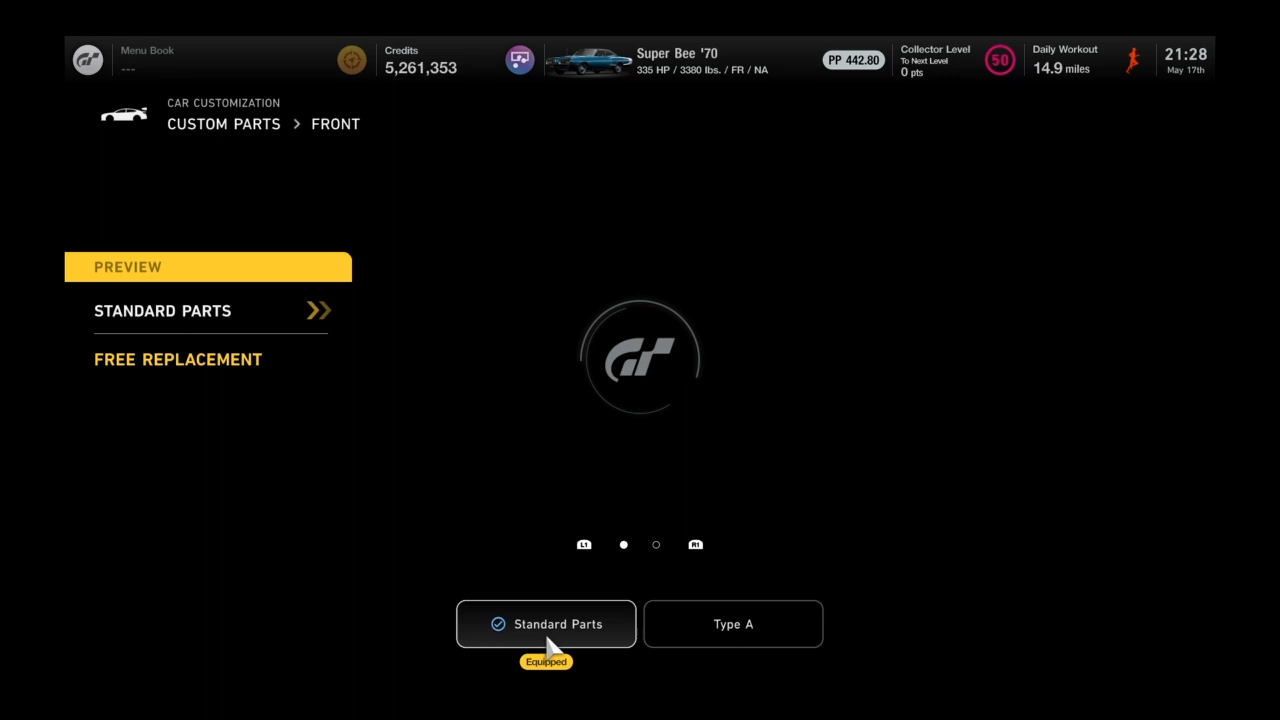 Menu Book
---
Credits
5,261,353
Super Bee '70
335 HP / 3380 lbs. / FR / NA
PP 442.80
Collector Level
To Next Level
0 pts
50
Daily Workout
14.9 miles
21:28
May 17th
CAR CUSTOMIZATION
CUSTOM PARTS > FRONT
PREVIEW
STANDARD PARTS
FREE REPLACEMENT
L1
R1
Standard Parts
Type A
Equipped